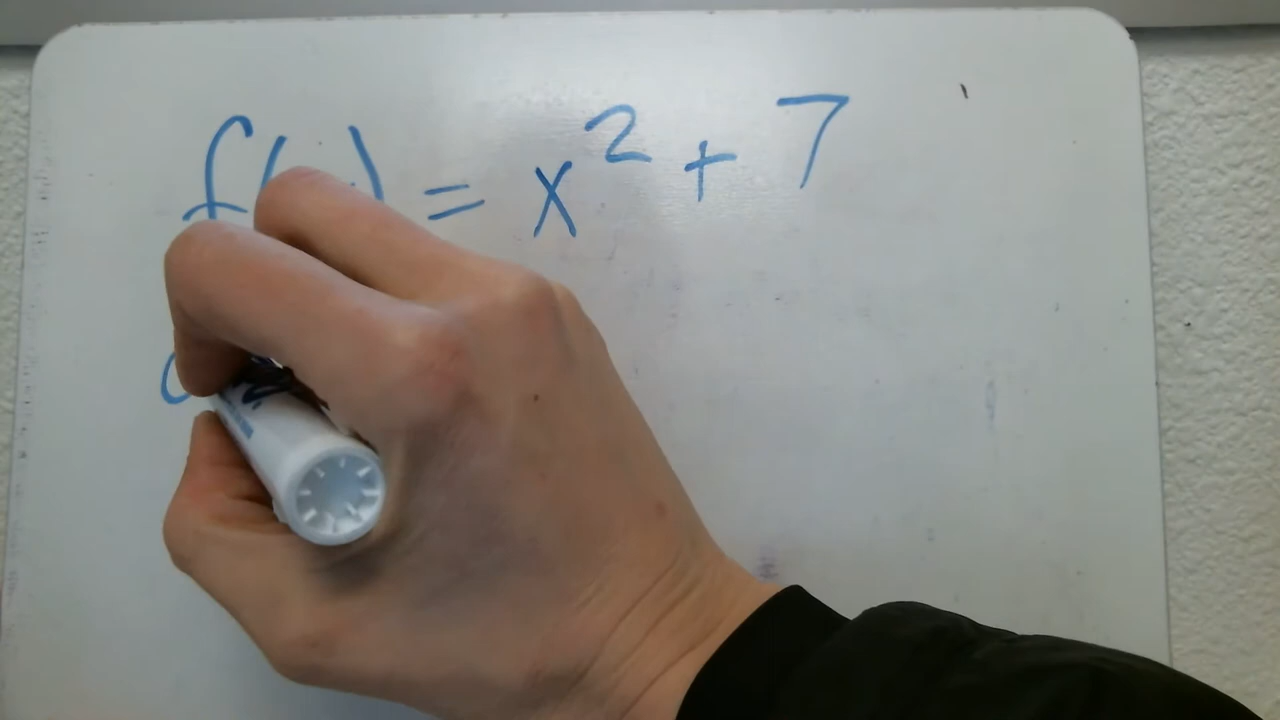 f(x) = x² + 7